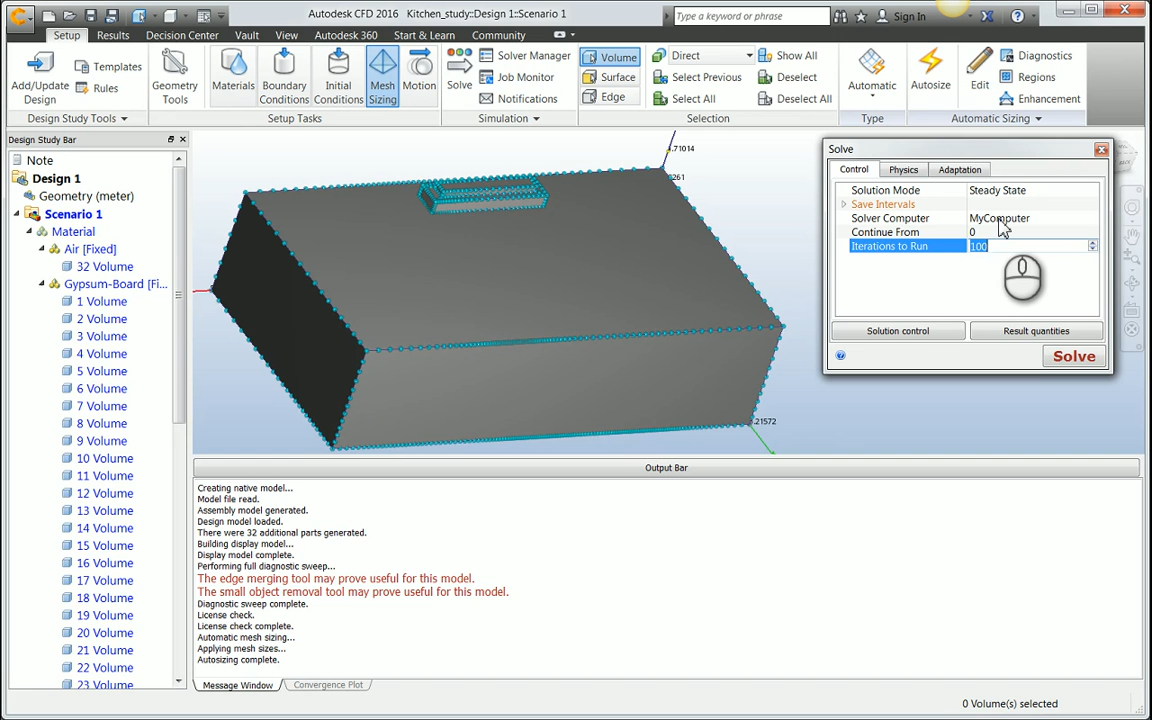 Autodesk CFD 2016 Kitchen_study::Design 1::Scenario 1
Type a keyword or phrase
Sign In
Setup Results Decision Center Vault View Autodesk 360 Start & Learn Community
Add/Update Design
Templates
Rules
Geometry Tools
Materials
Boundary Conditions
Initial Conditions
Mesh Sizing
Motion
Solve
Solver Manager
Job Monitor
Notifications
Volume
Surface
Edge
Direct
Select Previous
Select All
Show All
Deselect
Deselect All
Automatic
Autosize
Edit
Diagnostics
Regions
Enhancement
Design Study Tools Setup Tasks Simulation Selection Type Automatic Sizing
Design Study Bar
Note
Design 1
Geometry (meter)
Scenario 1
Material
Air [Fixed]
32 Volume
Gypsum-Board [Fi...
1 Volume
2 Volume
3 Volume
4 Volume
5 Volume
6 Volume
7 Volume
8 Volume
9 Volume
10 Volume
11 Volume
12 Volume
13 Volume
14 Volume
15 Volume
16 Volume
17 Volume
18 Volume
19 Volume
20 Volume
21 Volume
22 Volume
23 Volume
.71014
261
.21572
Solve
Control Physics Adaptation
Solution Mode Steady State
Save Intervals
Solver Computer MyComputer
Continue From 0
Iterations to Run 100
Solution control Result quantities
Solve
Output Bar
Creating native model...
Model file read.
Assembly model generated.
Design model loaded.
There were 32 additional parts generated.
Building display model...
Display model complete.
Performing full diagnostic sweep...
The edge merging tool may prove useful for this model.
The small object removal tool may prove useful for this model.
Diagnostic sweep complete.
License check.
License check complete.
Automatic mesh sizing...
Applying mesh sizes...
Autosizing complete.
Message Window Convergence Plot
0 Volume(s) selected